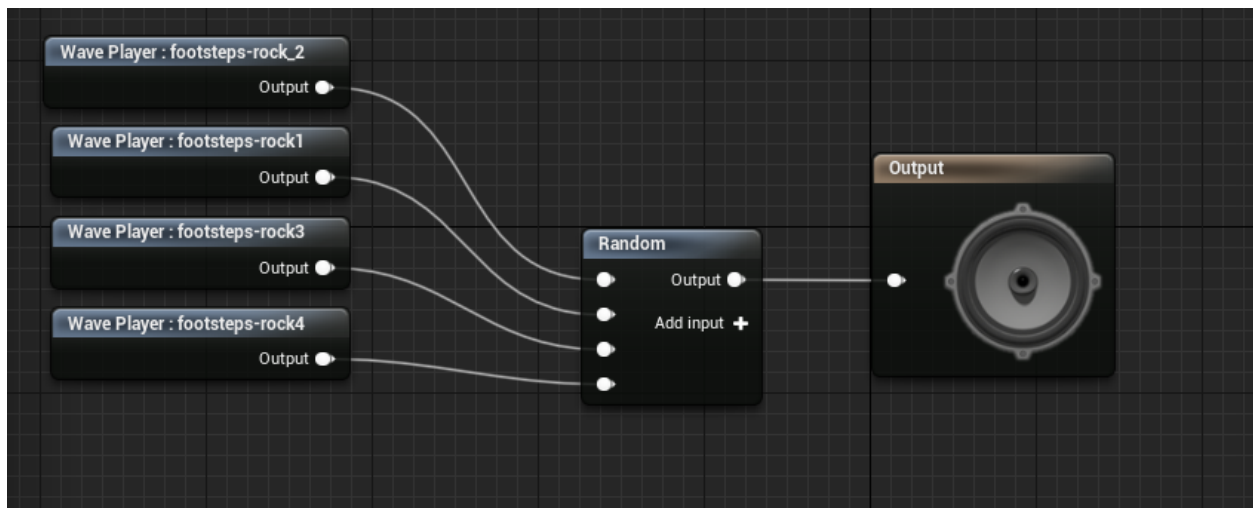 Wave Player : footsteps-rock_2
Output
Wave Player : footsteps-rock1
Output
Wave Player : footsteps-rock3
Output
Wave Player : footsteps-rock4
Output
Random
Output
Add input
Output